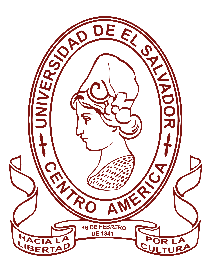 UNIVERSIDAD DE EL SALVADOR
CENTRO AMERICA
16 DE FEBRERO
DE 1841
HACIA LA
LIBERTAD
POR LA
CULTURA